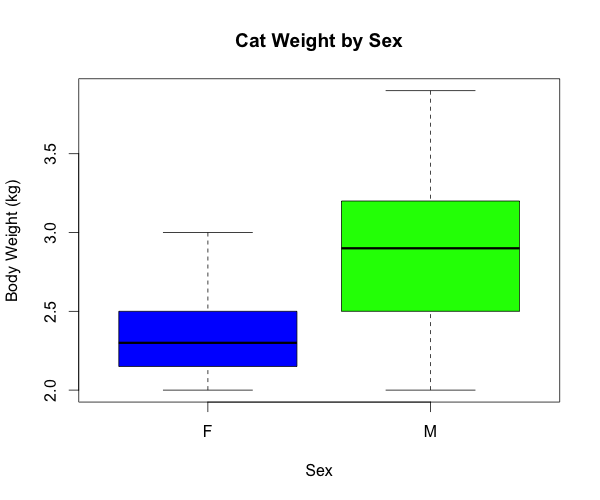 Cat Weight by Sex
Body Weight (kg)
3.5
3.0
2.5
2.0
F M
Sex